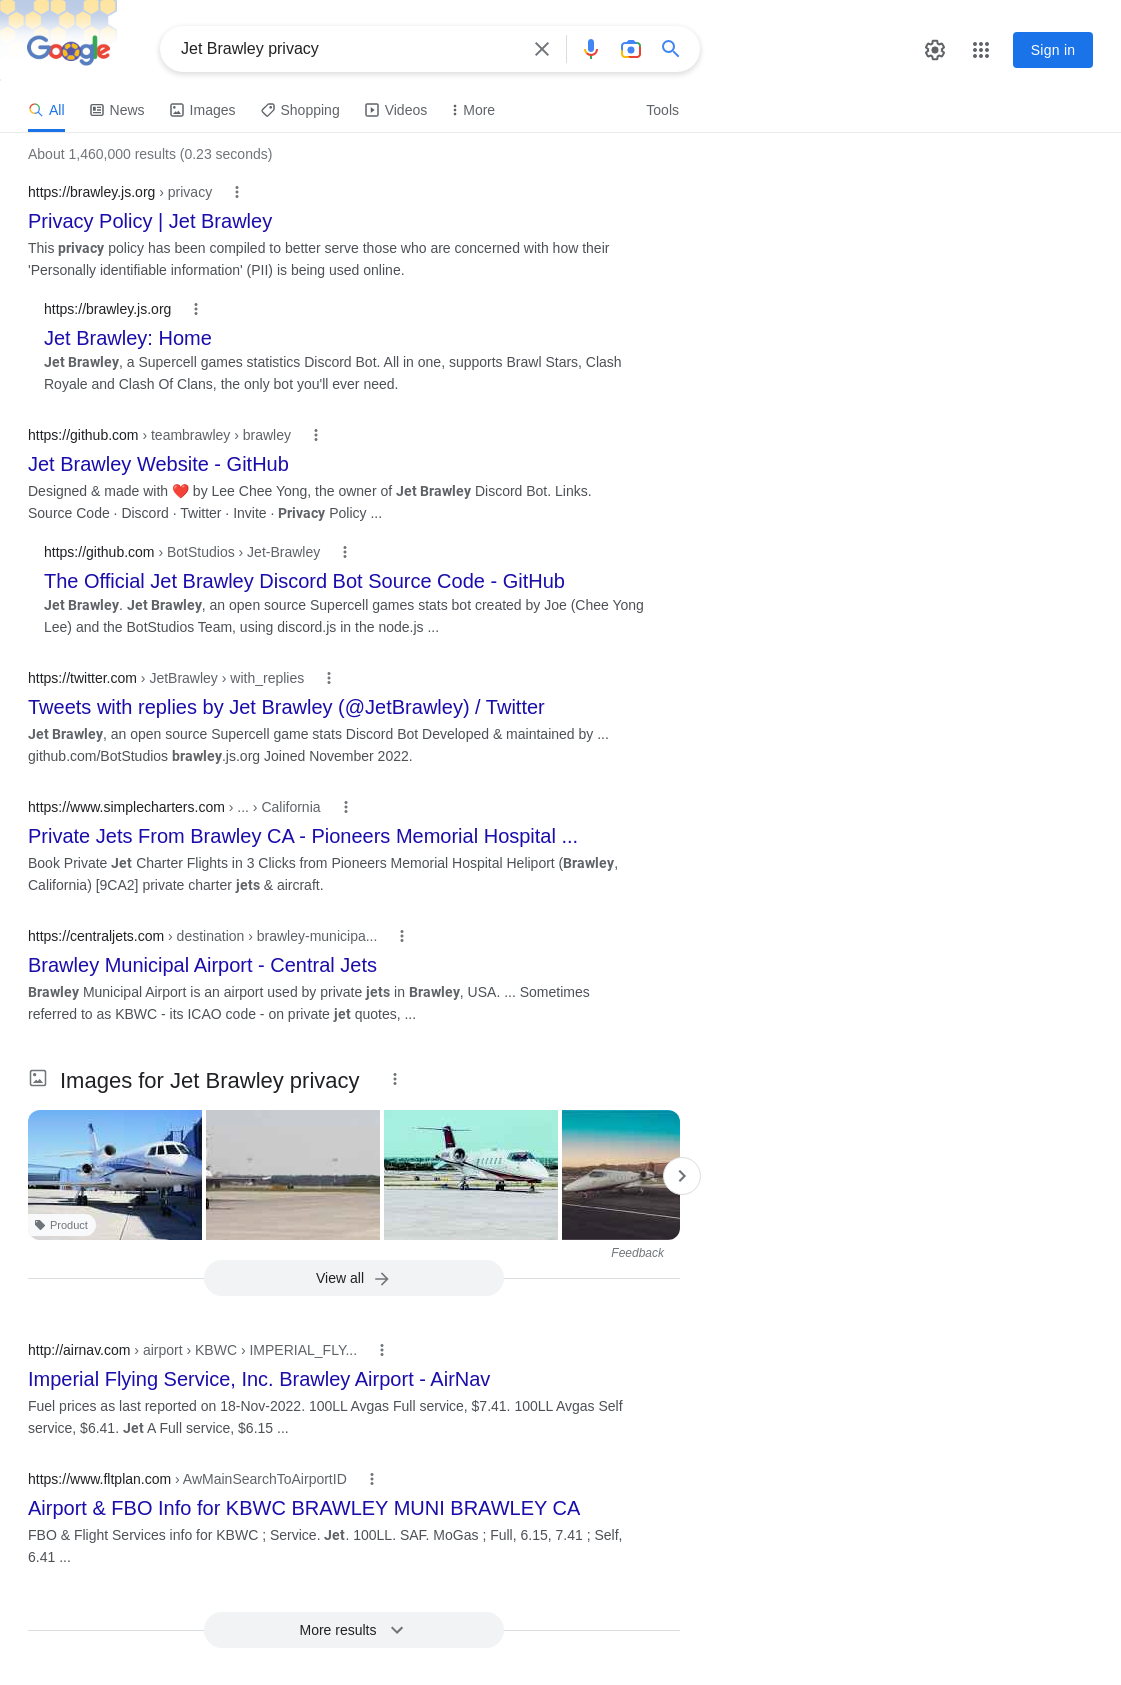 Google
Jet Brawley privacy
Sign in
All News Images Shopping Videos More Tools
About 1,460,000 results (0.23 seconds)
https://brawley.js.org › privacy
Privacy Policy | Jet Brawley
This privacy policy has been compiled to better serve those who are concerned with how their
'Personally identifiable information' (PII) is being used online.
https://brawley.js.org
Jet Brawley: Home
Jet Brawley, a Supercell games statistics Discord Bot. All in one, supports Brawl Stars, Clash
Royale and Clash Of Clans, the only bot you'll ever need.
https://github.com › teambrawley › brawley
Jet Brawley Website - GitHub
Designed & made with ❤️ by Lee Chee Yong, the owner of Jet Brawley Discord Bot. Links.
Source Code · Discord · Twitter · Invite · Privacy Policy ...
https://github.com › BotStudios › Jet-Brawley
The Official Jet Brawley Discord Bot Source Code - GitHub
Jet Brawley. Jet Brawley, an open source Supercell games stats bot created by Joe (Chee Yong
Lee) and the BotStudios Team, using discord.js in the node.js ...
https://twitter.com › JetBrawley › with_replies
Tweets with replies by Jet Brawley (@JetBrawley) / Twitter
Jet Brawley, an open source Supercell game stats Discord Bot Developed & maintained by ...
github.com/BotStudios brawley.js.org Joined November 2022.
https://www.simplecharters.com › ... › California
Private Jets From Brawley CA - Pioneers Memorial Hospital ...
Book Private Jet Charter Flights in 3 Clicks from Pioneers Memorial Hospital Heliport (Brawley,
California) [9CA2] private charter jets & aircraft.
https://centraljets.com › destination › brawley-municipa...
Brawley Municipal Airport - Central Jets
Brawley Municipal Airport is an airport used by private jets in Brawley, USA. ... Sometimes
referred to as KBWC - its ICAO code - on private jet quotes, ...
Images for Jet Brawley privacy
Product
Feedback
View all
http://airnav.com › airport › KBWC › IMPERIAL_FLY...
Imperial Flying Service, Inc. Brawley Airport - AirNav
Fuel prices as last reported on 18-Nov-2022. 100LL Avgas Full service, $7.41. 100LL Avgas Self
service, $6.41. Jet A Full service, $6.15 ...
https://www.fltplan.com › AwMainSearchToAirportID
Airport & FBO Info for KBWC BRAWLEY MUNI BRAWLEY CA
FBO & Flight Services info for KBWC ; Service. Jet. 100LL. SAF. MoGas ; Full, 6.15, 7.41 ; Self,
6.41 ...
More results